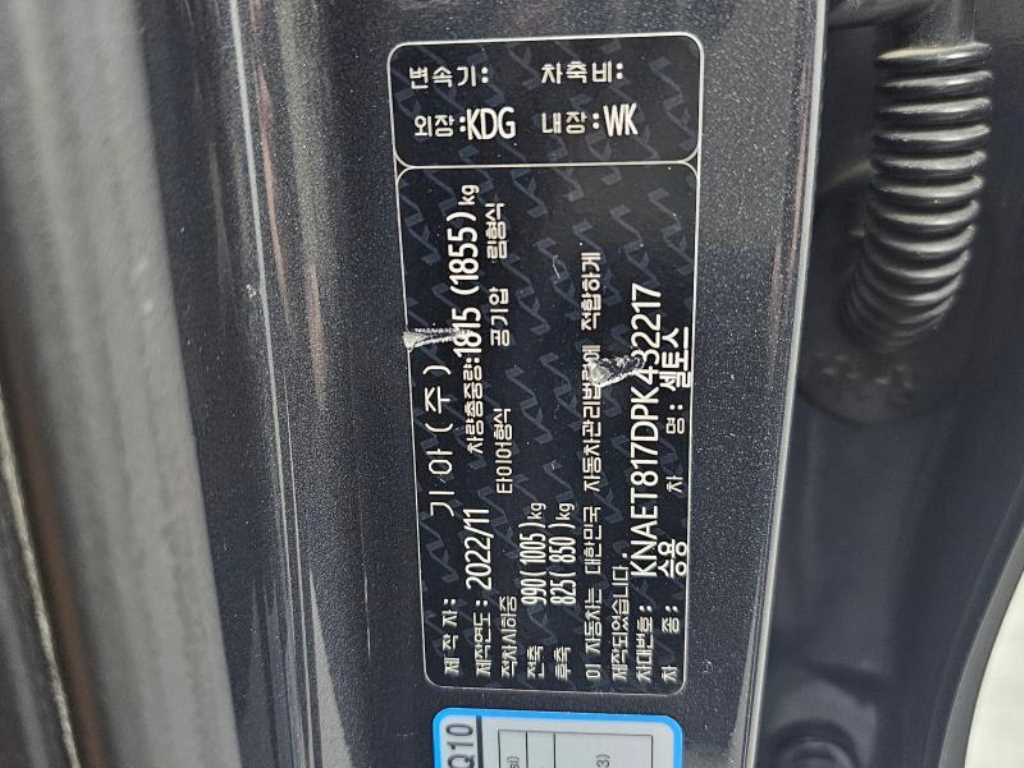 변속기: 차축비:
외장:KDG 내장:WK
제작자: 기아(주)
제작연도:2022/11 차량총중량:1815(1855)kg
적차시하중 타이어형식 공기압 림형식
전축 990(1005)kg
후축 825(850)kg
이 자동차는 대한민국 자동차관리법령에 적합하게
제작되었습니다.
차대번호: KNAET817DPK432217
차 종: 승용 차 명: 셀토스
Q10